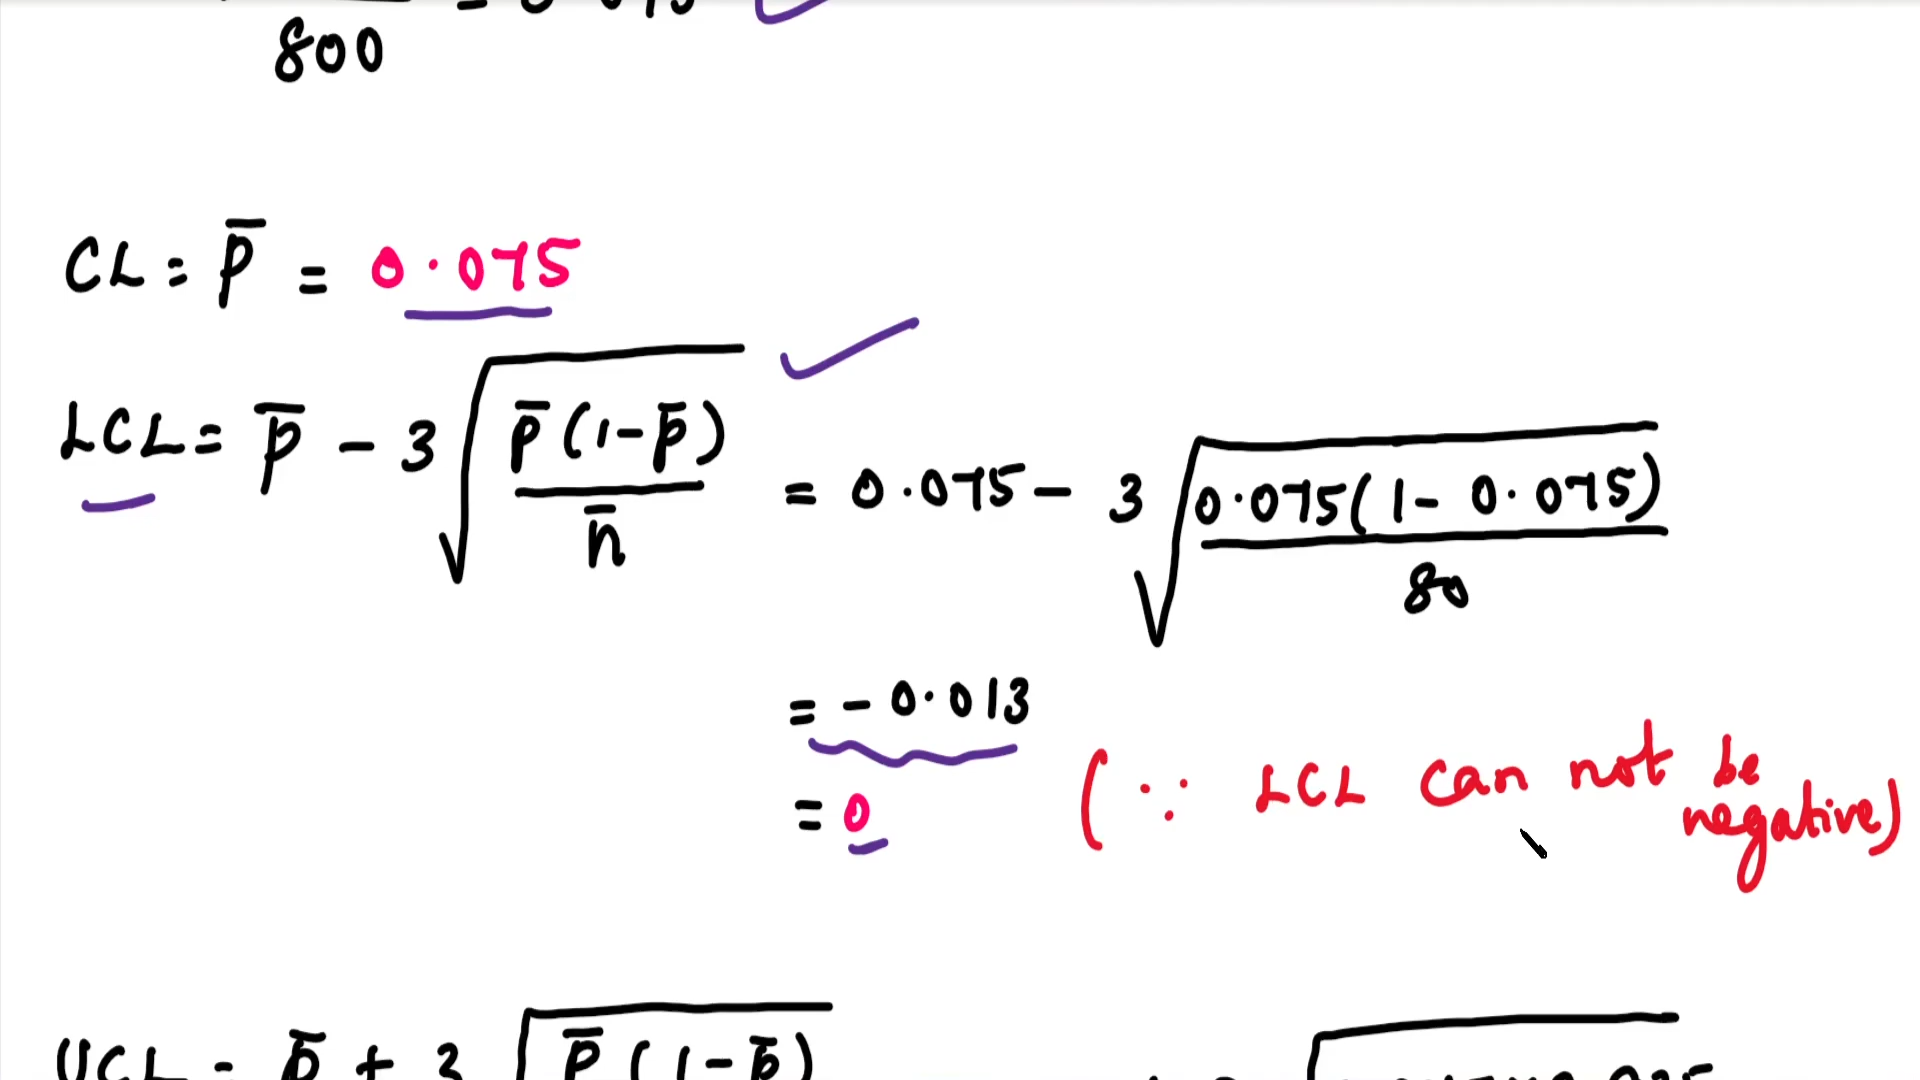 800
CL = p̅ = 0.075
LCL = p̅ - 3 √(p̅(1-p̅)/n̅) = 0.075 - 3 √(0.075(1-0.075)/80)
= - 0.013
= 0 (∵ LCL can not be negative)
UCL = p̅ + 3 √ p̅(1-p̅)